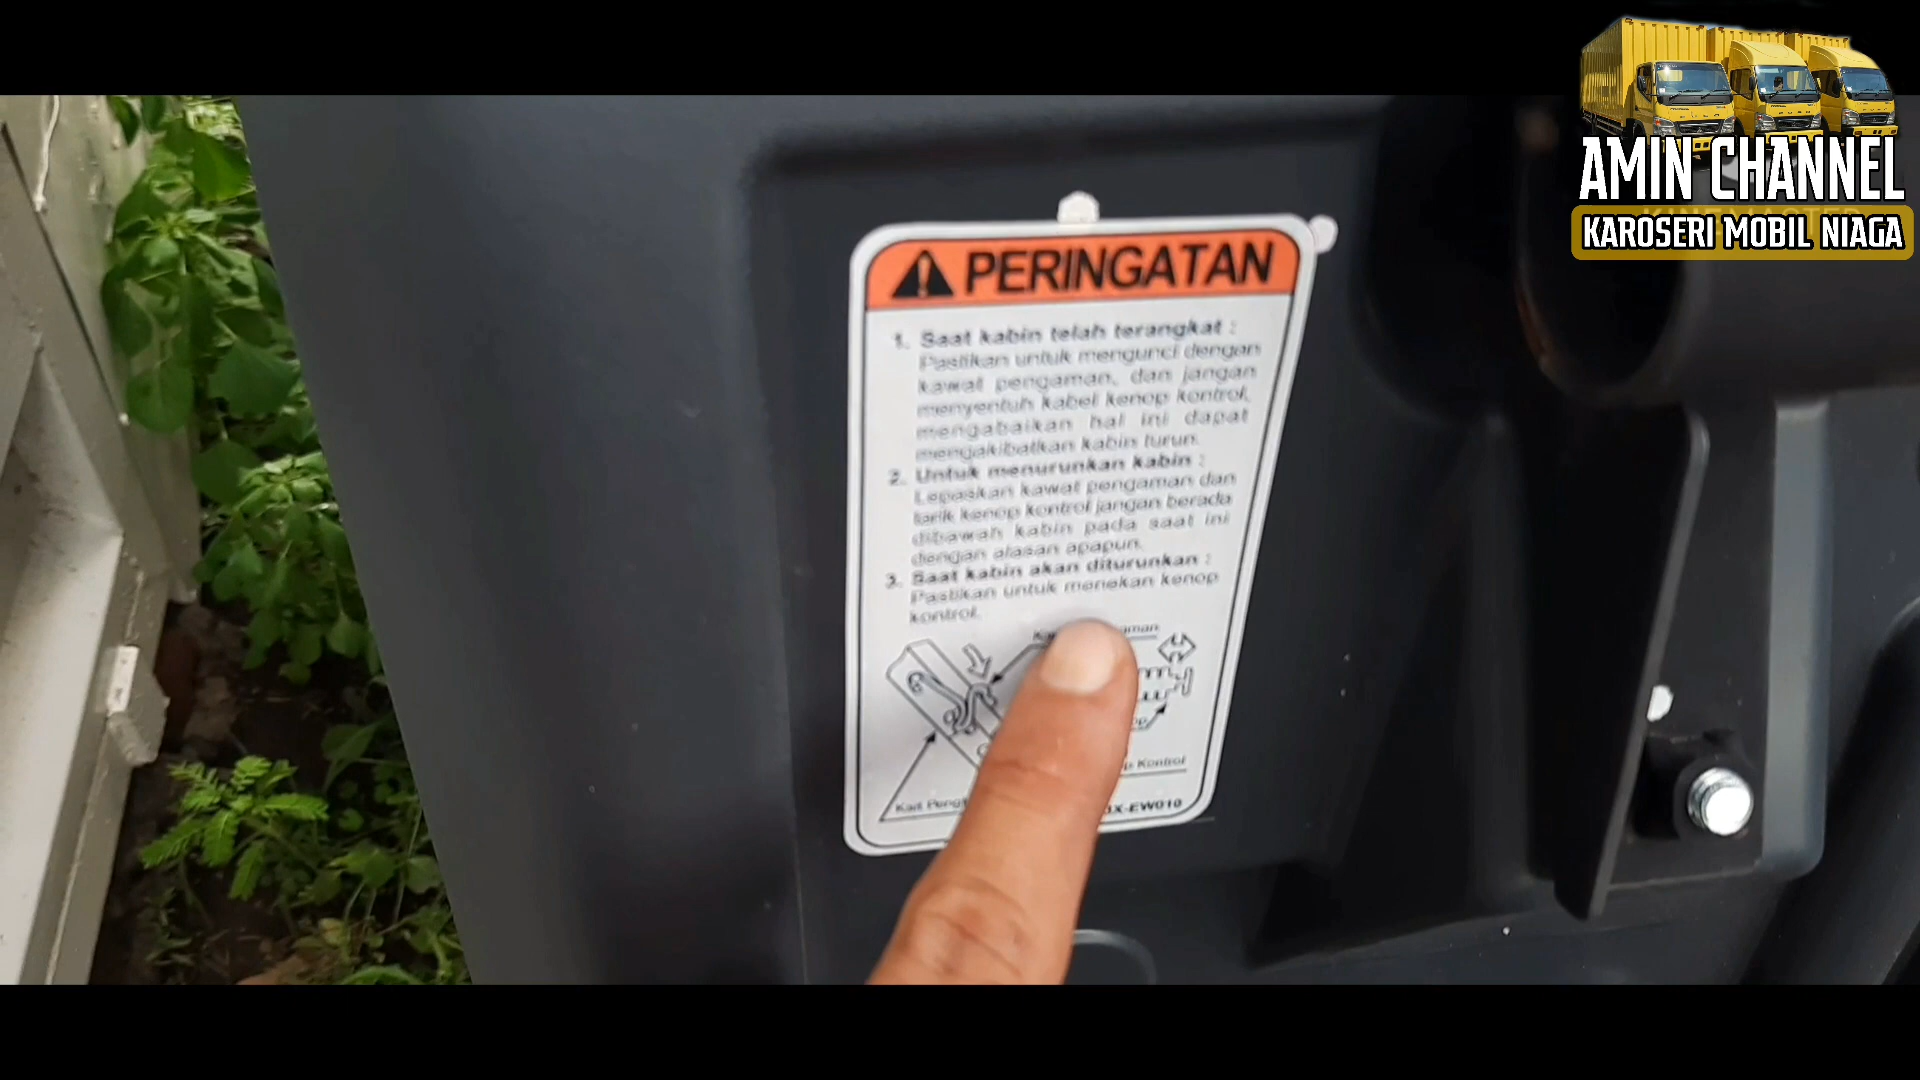 AMIN CHANNEL
KAROSERI MOBIL NIAGA
PERINGATAN
1. Saat kabin telah terangkat :
Pastikan untuk mengunci dengan
kawat pengaman, dan jangan
menyentuh kabel kenop kontrol,
mengabaikan hal ini dapat
mengakibatkan kabin turun.
2. Untuk menurunkan kabin :
Lepaskan kawat pengaman dan
tarik kenop kontrol jangan berada
dibawah kabin pada saat ini
dengan alasan apapun.
3. Saat kabin akan diturunkan :
Pastikan untuk menekan kenop
kontrol.
Kontrol